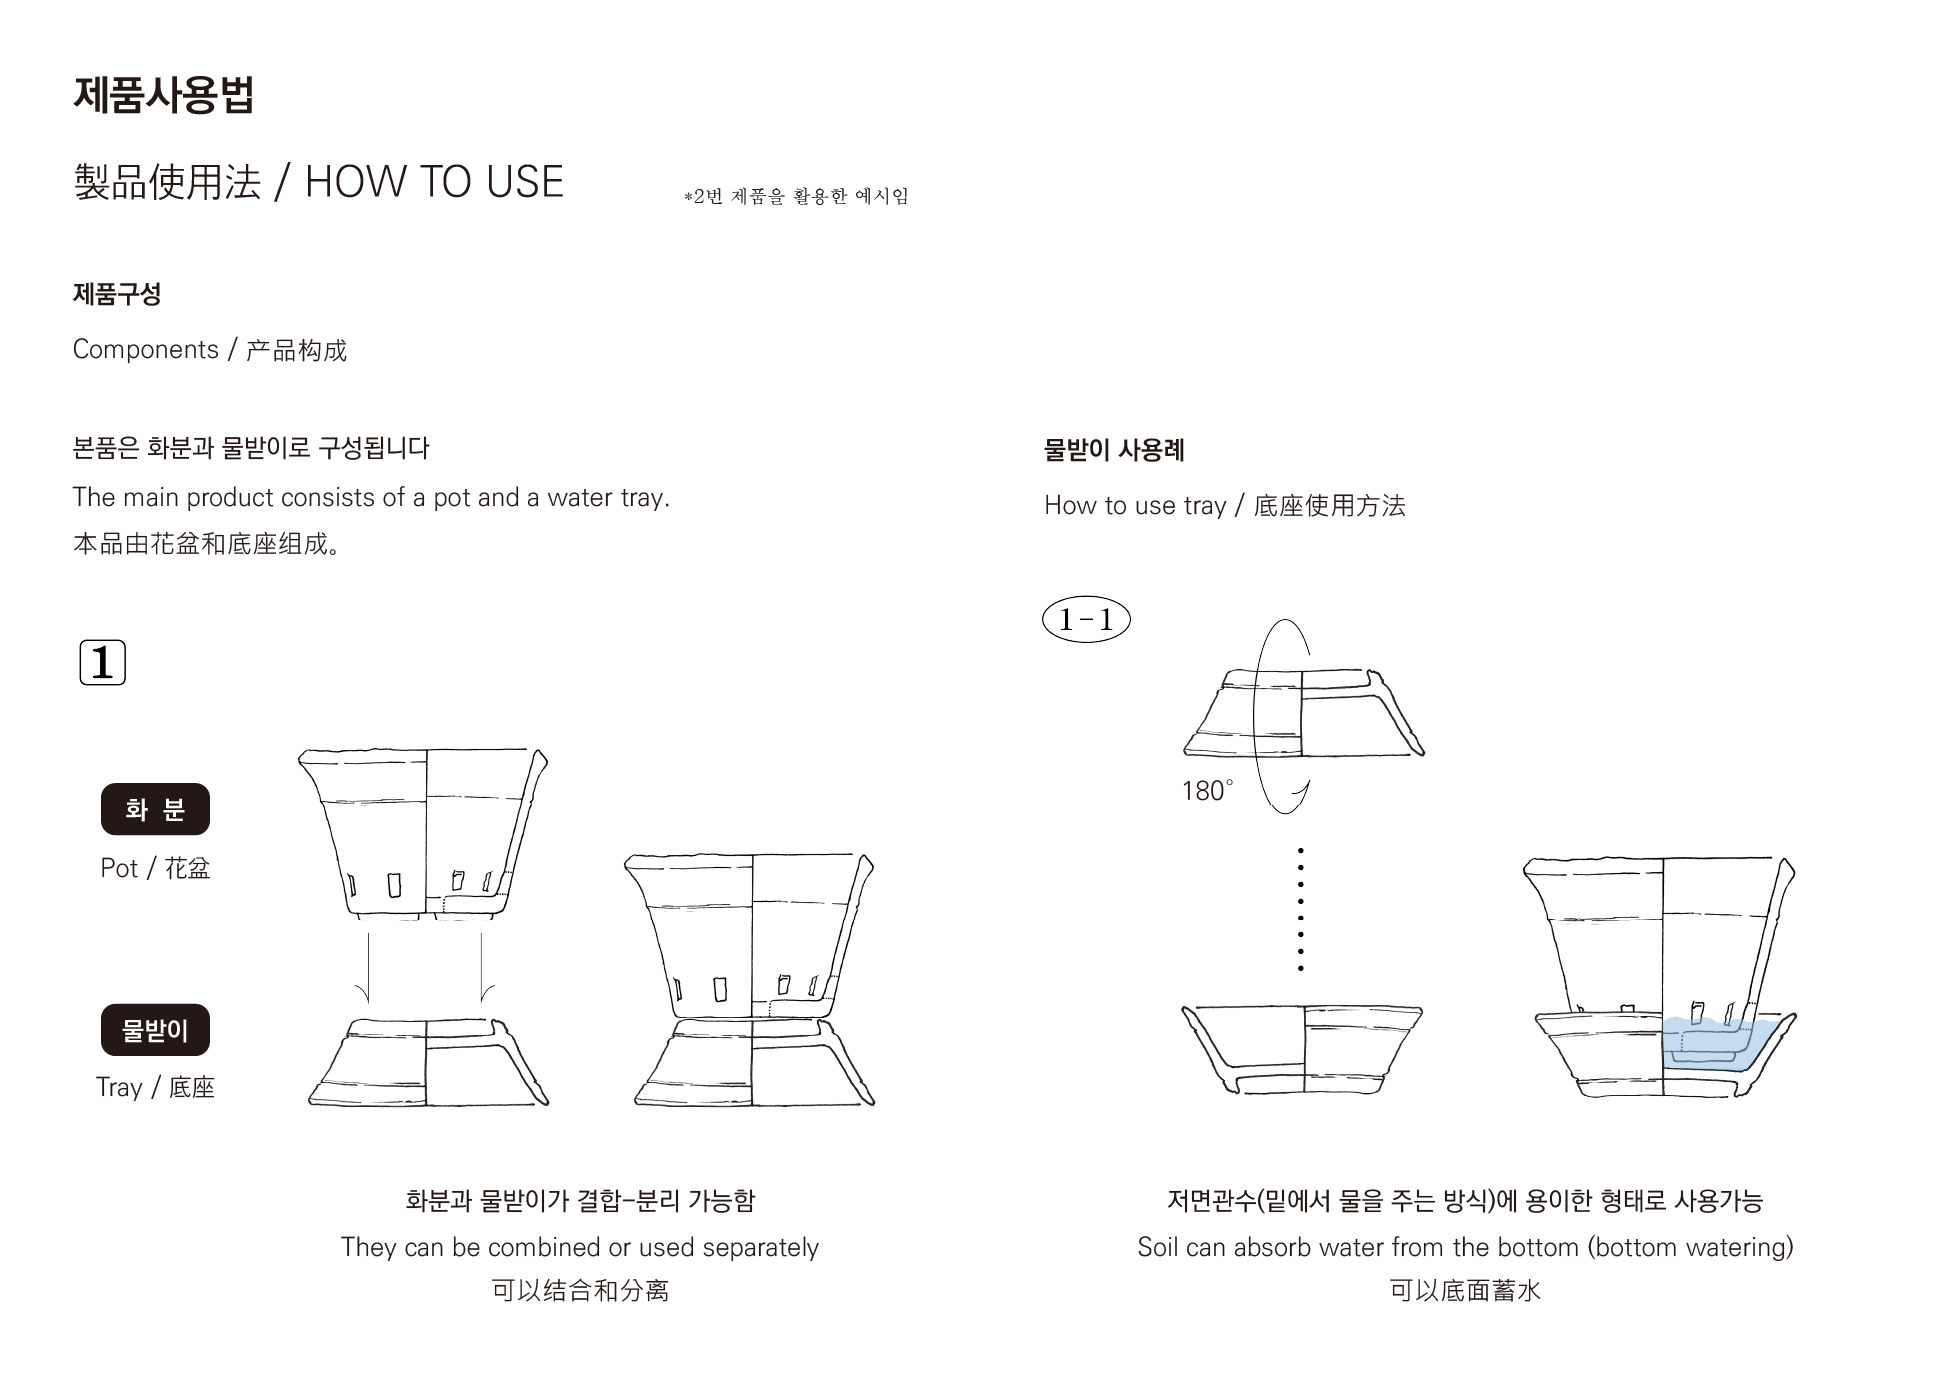 제품사용법
製品使用法 / HOW TO USE
*2번 제품을 활용한 예시임
제품구성
Components / 产品构成
본품은 화분과 물받이로 구성됩니다
The main product consists of a pot and a water tray.
本品由花盆和底座组成。
1
화 분
Pot / 花盆
물받이
Tray / 底座
화분과 물받이가 결합-분리 가능함
They can be combined or used separately
可以结合和分离
물받이 사용례
How to use tray / 底座使用方法
1-1
180°
저면관수(밑에서 물을 주는 방식)에 용이한 형태로 사용가능
Soil can absorb water from the bottom (bottom watering)
可以底面蓄水